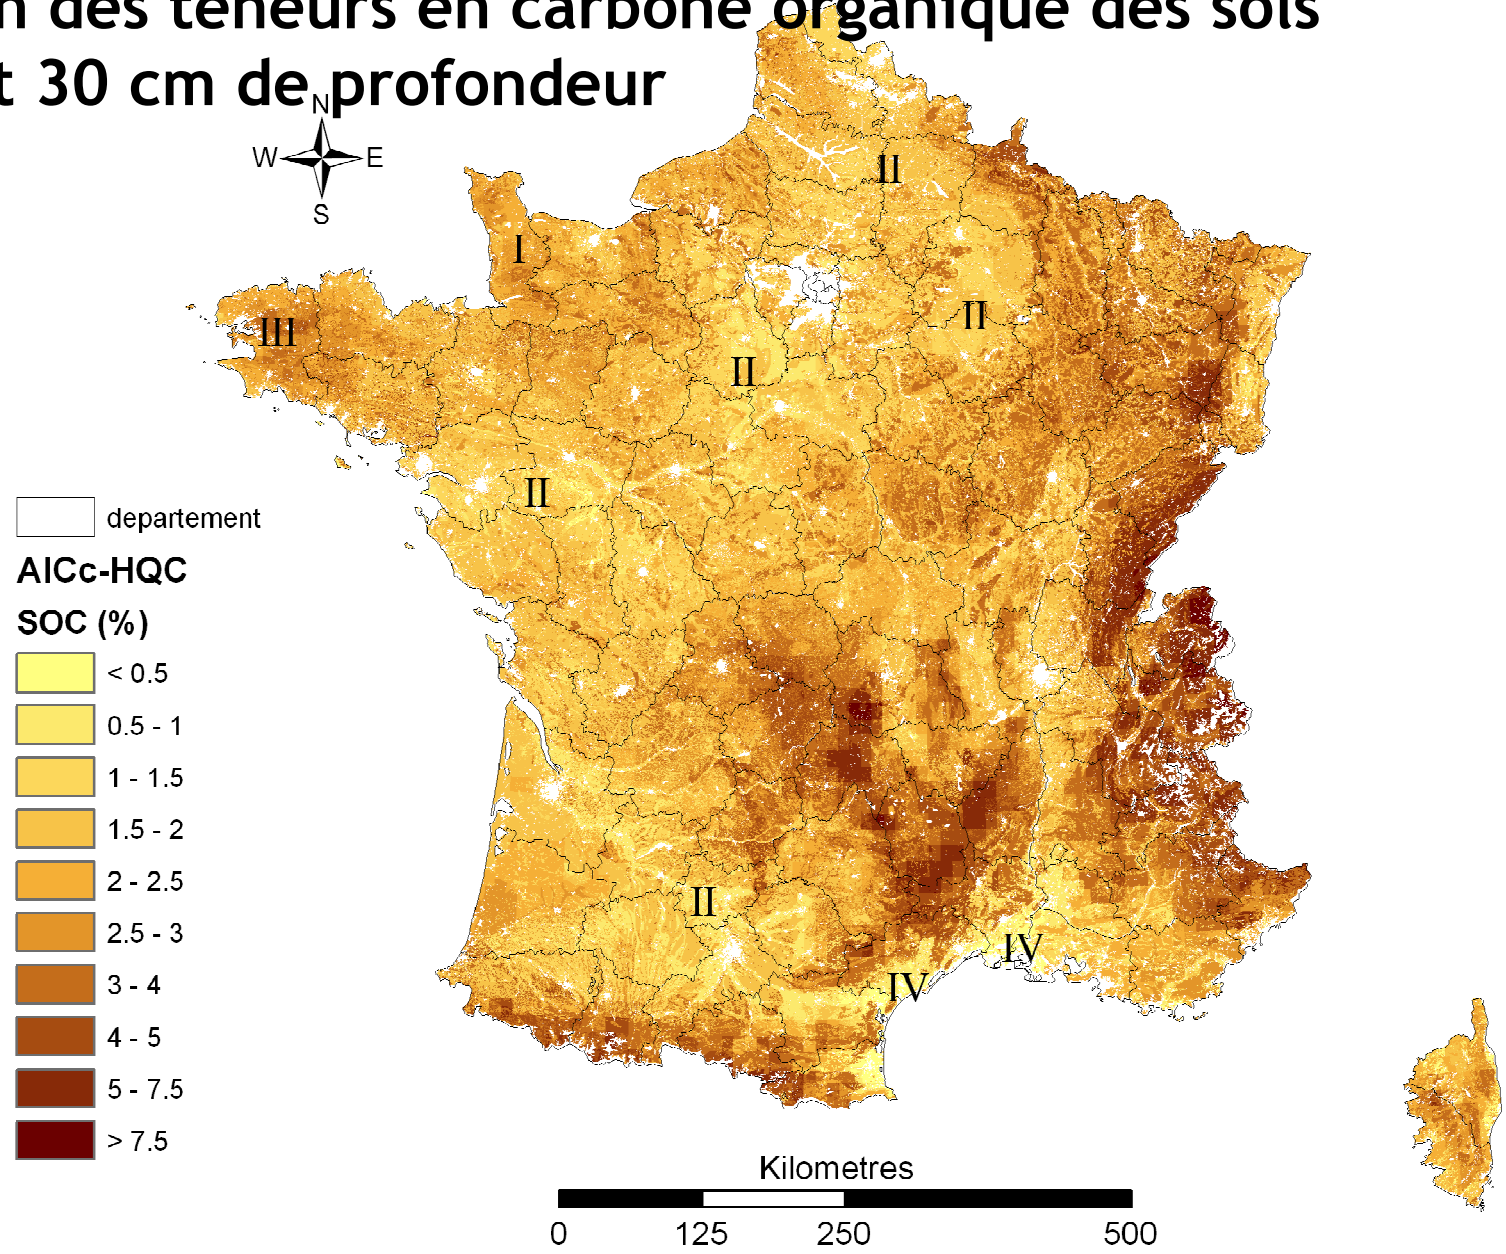 n des teneurs en carbone organique des sols
t 30 cm de profondeur
N
W E
S
II
I
III
II
II
II
departement
AICc-HQC
SOC (%)
< 0.5
0.5 - 1
1 - 1.5
1.5 - 2
2 - 2.5
2.5 - 3
3 - 4
4 - 5
5 - 7.5
> 7.5
II
IV
IV
Kilometres
0 125 250 500